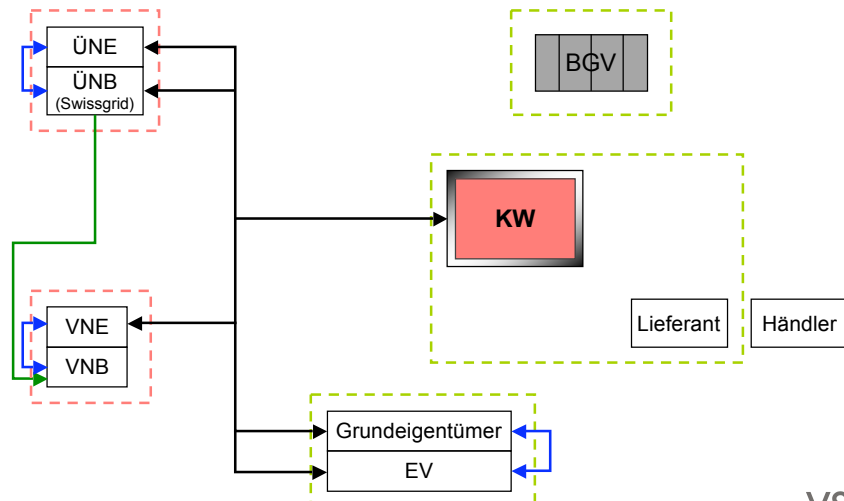 ÜNE
ÜNB
(Swissgrid)
BGV
KW
VNE
VNB
Lieferant
Händler
Grundeigentümer
EV